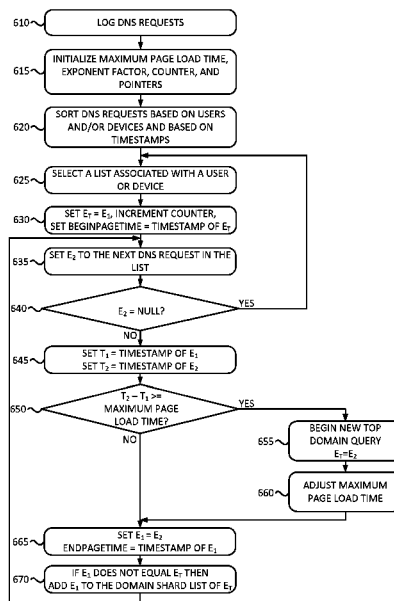 610
LOG DNS REQUESTS
615
INITIALIZE MAXIMUM PAGE LOAD TIME,
EXPONENT FACTOR, COUNTER, AND
POINTERS
620
SORT DNS REQUESTS BASED ON USERS
AND/OR DEVICES AND BASED ON
TIMESTAMPS
625
SELECT A LIST ASSOCIATED WITH A USER
OR DEVICE
630
SET E_T = E_1, INCREMENT COUNTER,
SET BEGINPAGETIME = TIMESTAMP OF E_T
635
SET E_2 TO THE NEXT DNS REQUEST IN THE
LIST
640
E_2 = NULL?
YES
NO
645
SET T_1 = TIMESTAMP OF E_1
SET T_2 = TIMESTAMP OF E_2
650
T_2 – T_1 >=
MAXIMUM PAGE
LOAD TIME?
YES
NO
655
BEGIN NEW TOP
DOMAIN QUERY
E_T=E_2
660
ADJUST MAXIMUM
PAGE LOAD TIME
665
SET E_1 = E_2
ENDPAGETIME = TIMESTAMP OF E_1
670
IF E_1 DOES NOT EQUAL E_T THEN
ADD E_1 TO THE DOMAIN SHARD LIST OF E_T